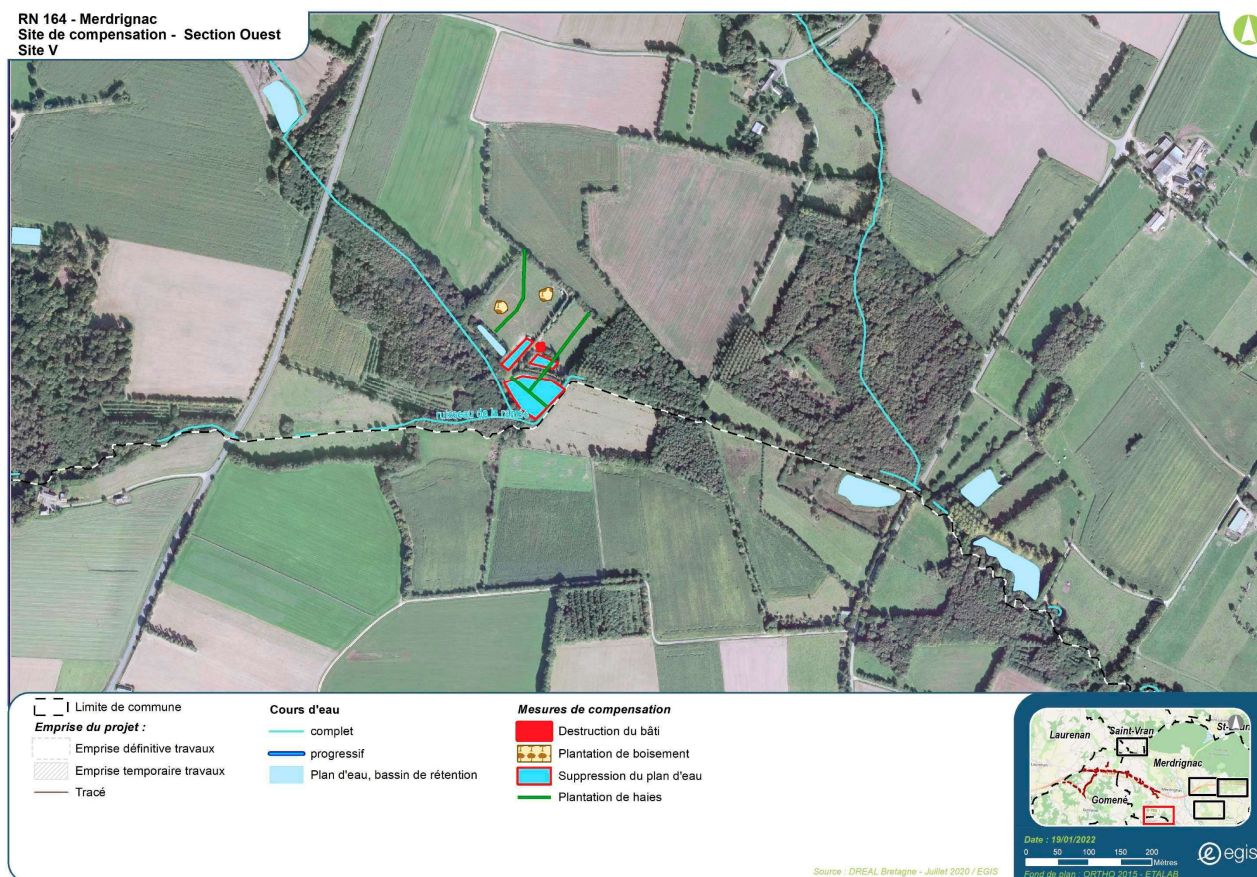 RN 164 - Merdrignac
Site de compensation - Section Ouest
Site V
ruisseau de la
Limite de commune
Emprise du projet :
Emprise définitive travaux
Emprise temporaire travaux
Tracé
Cours d'eau
complet
progressif
Plan d'eau, bassin de rétention
Mesures de compensation
Destruction du bâti
Plantation de boisement
Suppression du plan d'eau
Plantation de haies
Laurenan
Saint-Vran
Merdrignac
Gomené
Date : 19/01/2022
0 50 100 150 200
Mètres
egis
Source : DREAL Bretagne - Juillet 2020 / EGIS
Fond de plan : ORTHO 2015 - ETALAB